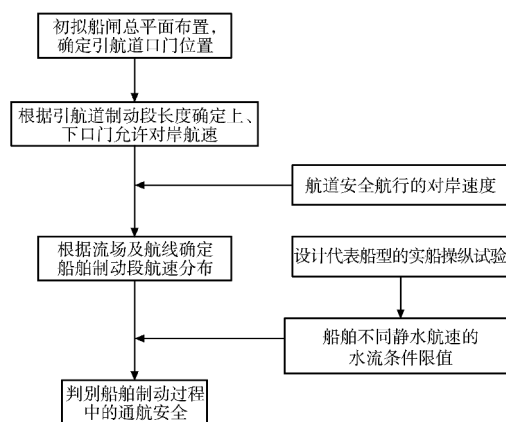 初拟船闸总平面布置,
确定引航道口门位置
根据引航道制动段长度确定上、
下口门允许对岸航速
航道安全航行的对岸速度
根据流场及航线确定
船舶制动段航速分布
设计代表船型的实船操纵试验
船舶不同静水航速的
水流条件限值
判别船舶制动过程
中的通航安全